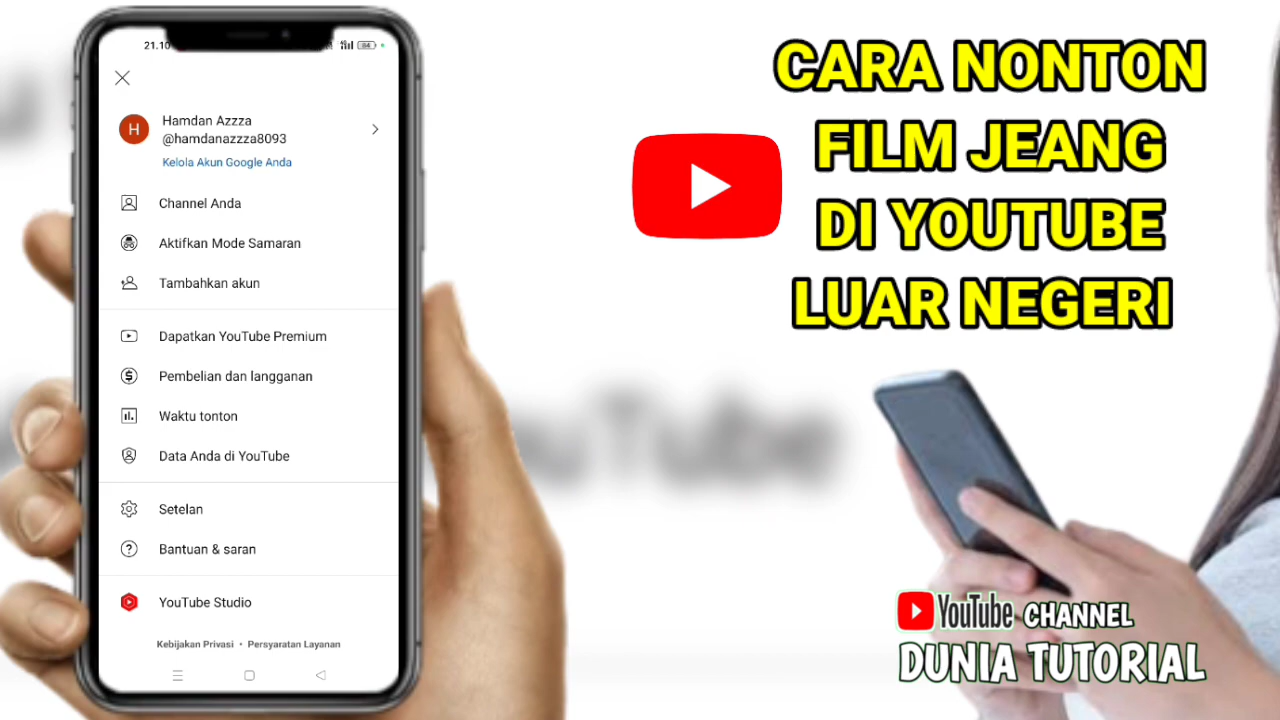 21.10
84
H
Hamdan Azzza
@hamdanazzza8093
Kelola Akun Google Anda
Channel Anda
Aktifkan Mode Samaran
Tambahkan akun
Dapatkan YouTube Premium
Pembelian dan langganan
Waktu tonton
Data Anda di YouTube
Setelan
Bantuan & saran
YouTube Studio
Kebijakan Privasi • Persyaratan Layanan
CARA NONTON
FILM JEANG
DI YOUTUBE
LUAR NEGERI
YouTube CHANNEL
DUNIA TUTORIAL